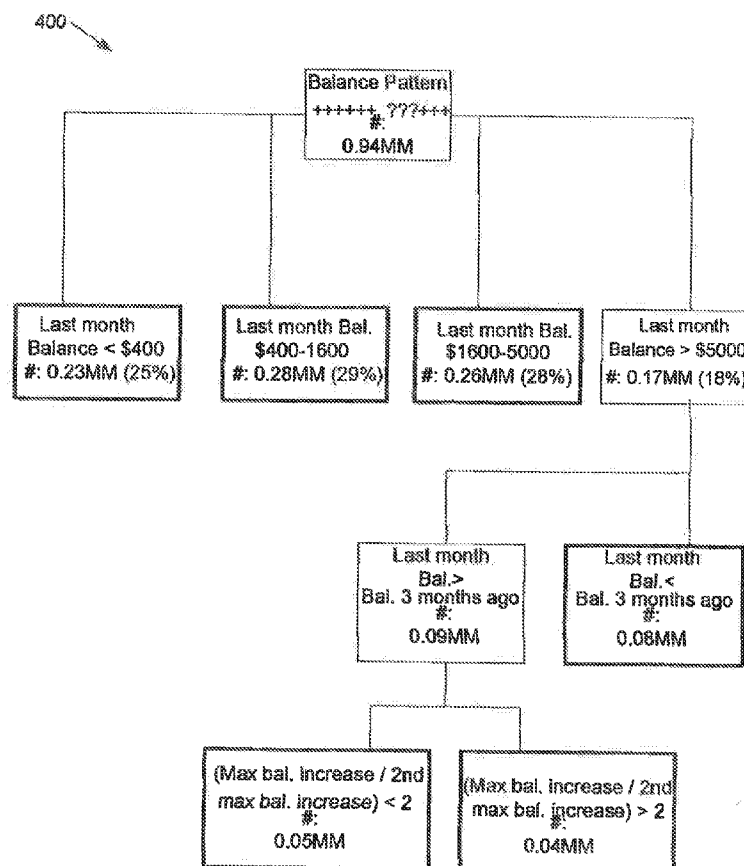 400
Balance Pattern
++++++, ???+++
#:
0.94MM
Last month
Balance < $400
#: 0.23MM (25%)
Last month Bal.
$400-1600
#: 0.28MM (29%)
Last month Bal.
$1600-5000
#: 0.26MM (28%)
Last month
Balance > $5000
#: 0.17MM (18%)
Last month
Bal.>
Bal. 3 months ago
#:
0.09MM
Last month
Bal.<
Bal. 3 months ago
#:
0.08MM
(Max bal. increase / 2nd
max bal. increase) < 2
#:
0.05MM
(Max bal. increase / 2nd
max bal. increase) > 2
#:
0.04MM